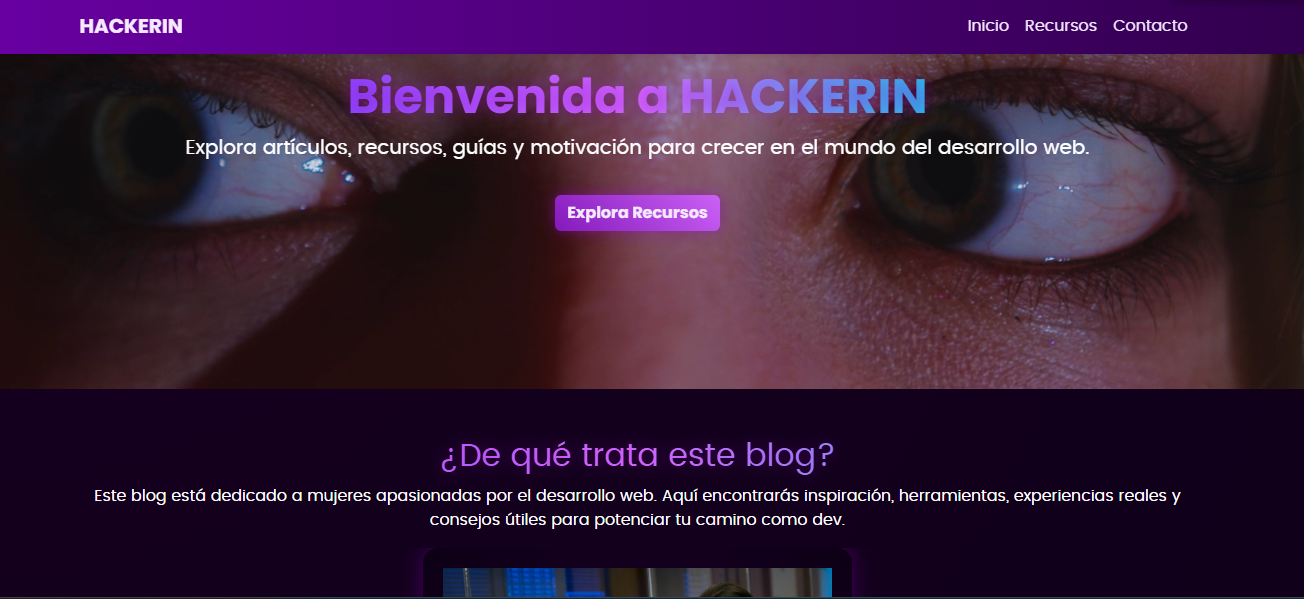 HACKERIN
Inicio Recursos Contacto
Bienvenida a HACKERIN
Explora artículos, recursos, guías y motivación para crecer en el mundo del desarrollo web.
Explora Recursos
¿De qué trata este blog?
Este blog está dedicado a mujeres apasionadas por el desarrollo web. Aquí encontrarás inspiración, herramientas, experiencias reales y
consejos útiles para potenciar tu camino como dev.